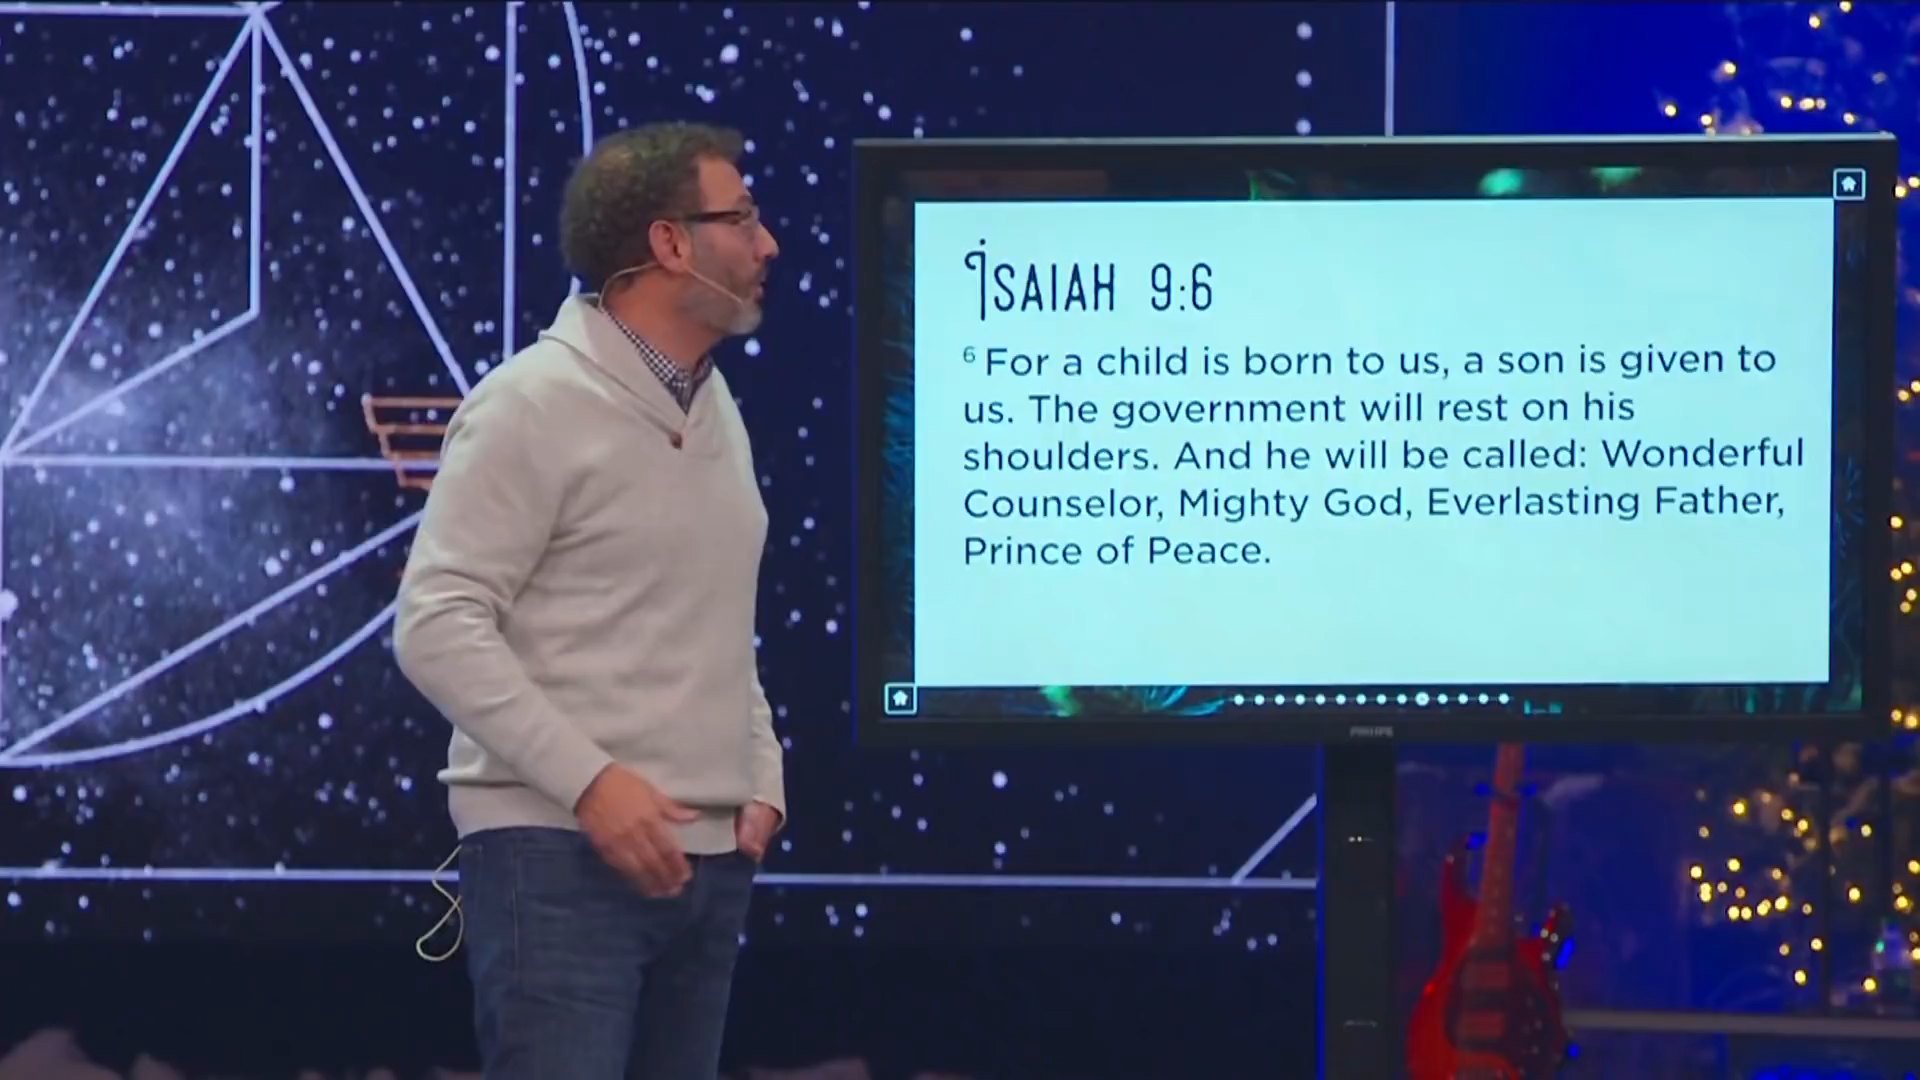 ISAIAH 9:6
6 For a child is born to us, a son is given to
us. The government will rest on his
shoulders. And he will be called: Wonderful
Counselor, Mighty God, Everlasting Father,
Prince of Peace.
PHILIPS